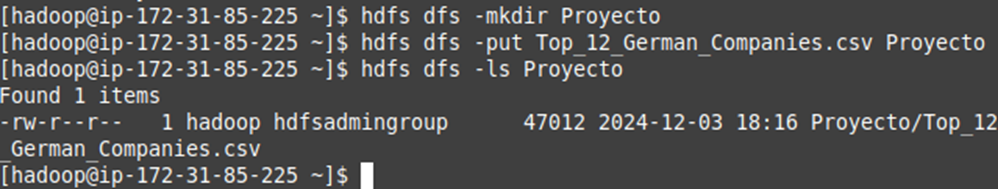 [hadoop@ip-172-31-85-225 ~]$ hdfs dfs -mkdir Proyecto
[hadoop@ip-172-31-85-225 ~]$ hdfs dfs -put Top_12_German_Companies.csv Proyecto
[hadoop@ip-172-31-85-225 ~]$ hdfs dfs -ls Proyecto
Found 1 items
-rw-r--r--   1 hadoop hdfsadmingroup      47012 2024-12-03 18:16 Proyecto/Top_12
_German_Companies.csv
[hadoop@ip-172-31-85-225 ~]$